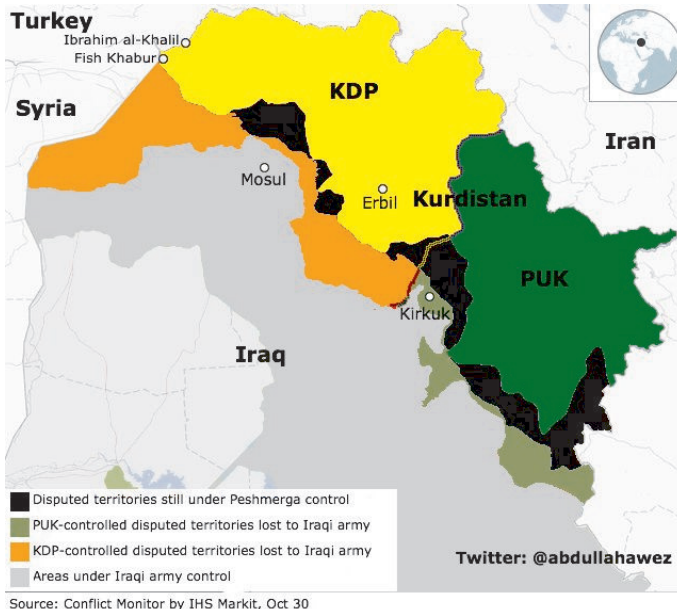 Turkey
Ibrahim al-Khalil
Fish Khabur
Syria
KDP
Iran
Mosul
Erbil
Kurdistan
PUK
Kirkuk
Iraq
Disputed territories still under Peshmerga control
PUK-controlled disputed territories lost to Iraqi army
KDP-controlled disputed territories lost to Iraqi army
Areas under Iraqi army control
Twitter: @abdullahawez
Source: Conflict Monitor by IHS Markit, Oct 30